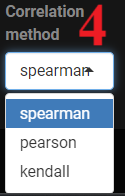 Correlation
method 4
spearman
spearman
pearson
kendall